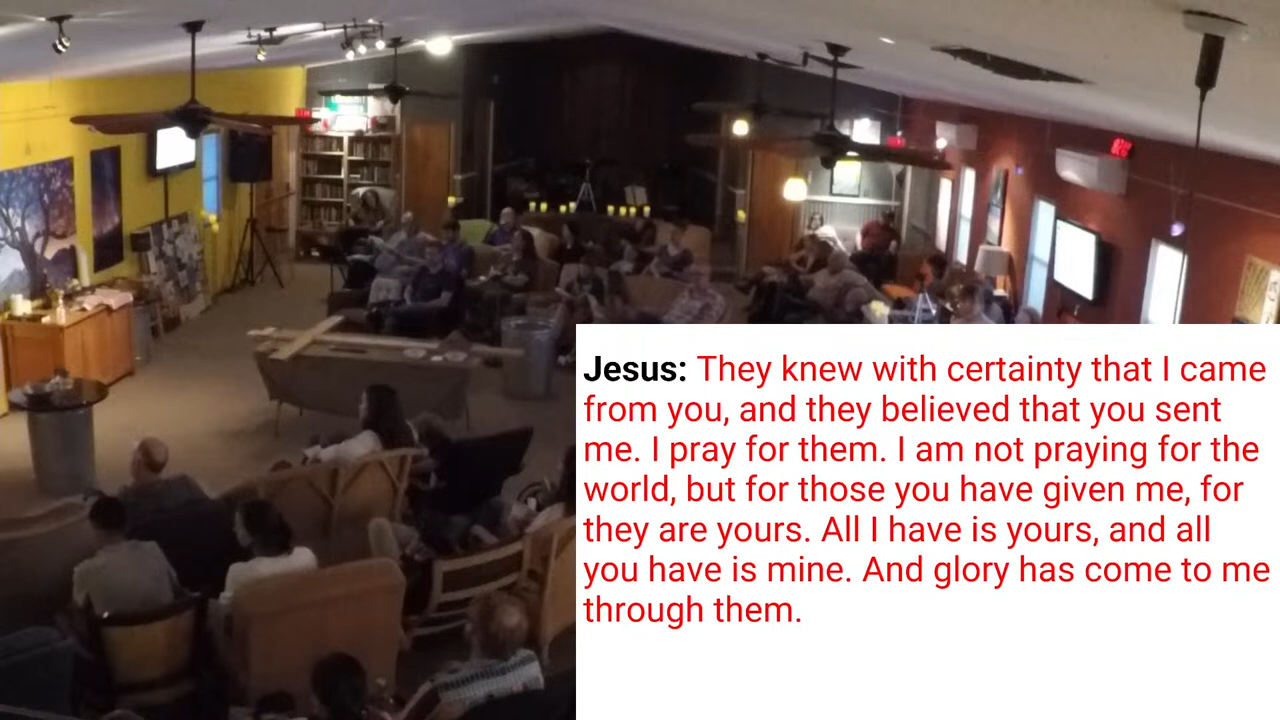 Jesus: They knew with certainty that I came
from you, and they believed that you sent
me. I pray for them. I am not praying for the
world, but for those you have given me, for
they are yours. All I have is yours, and all
you have is mine. And glory has come to me
through them.